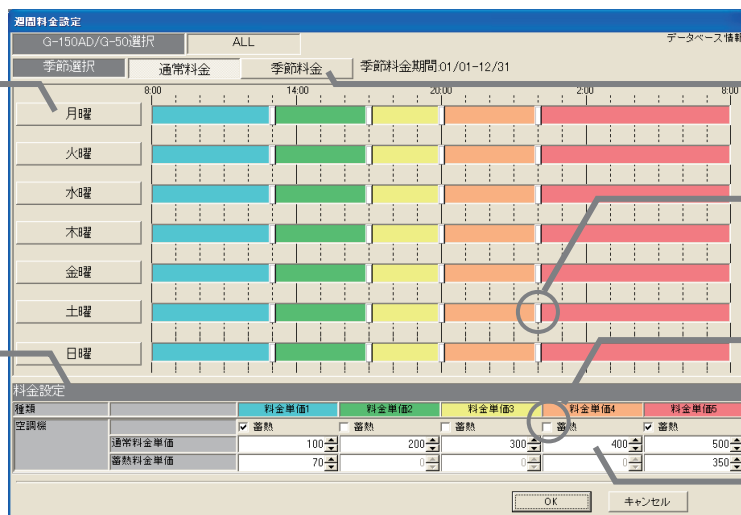 週間料金設定
G-150AD/G-50選択 ALL データベース情報
季節選択 通常料金 季節料金 季節料金期間:01/01-12/31
8:00 14:00 20:00 2:00 8:00
月曜
火曜
水曜
木曜
金曜
土曜
日曜
料金設定
種類 料金単価1 料金単価2 料金単価3 料金単価4 料金単価5
空調機 蓄熱 蓄熱 蓄熱 蓄熱 蓄熱
通常料金単価 100 200 300 400 500
蓄熱料金単価 70 0 0 0 350
OK キャンセル